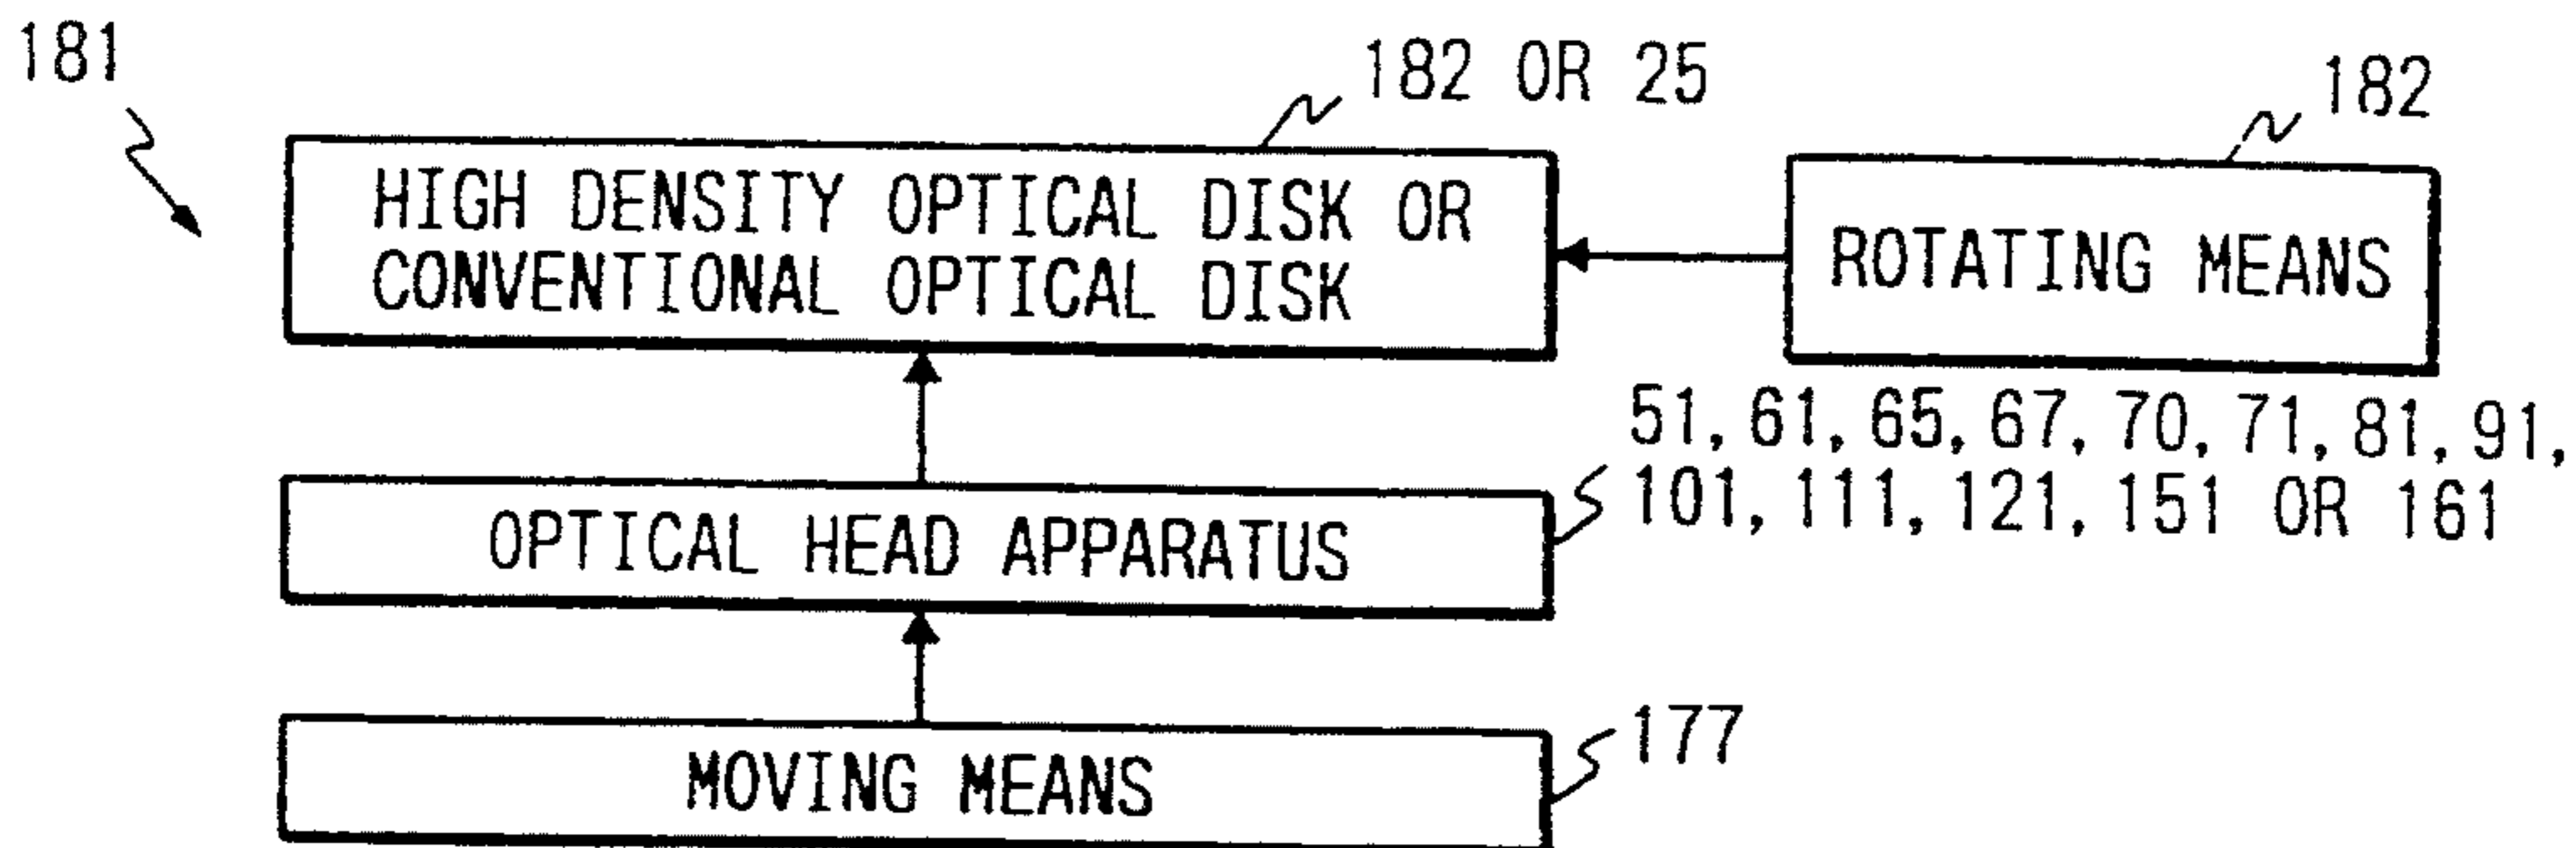 181
182 OR 25
182
HIGH DENSITY OPTICAL DISK OR
CONVENTIONAL OPTICAL DISK
ROTATING MEANS
51, 61, 65, 67, 70, 71, 81, 91,
101, 111, 121, 151 OR 161
OPTICAL HEAD APPARATUS
177
MOVING MEANS